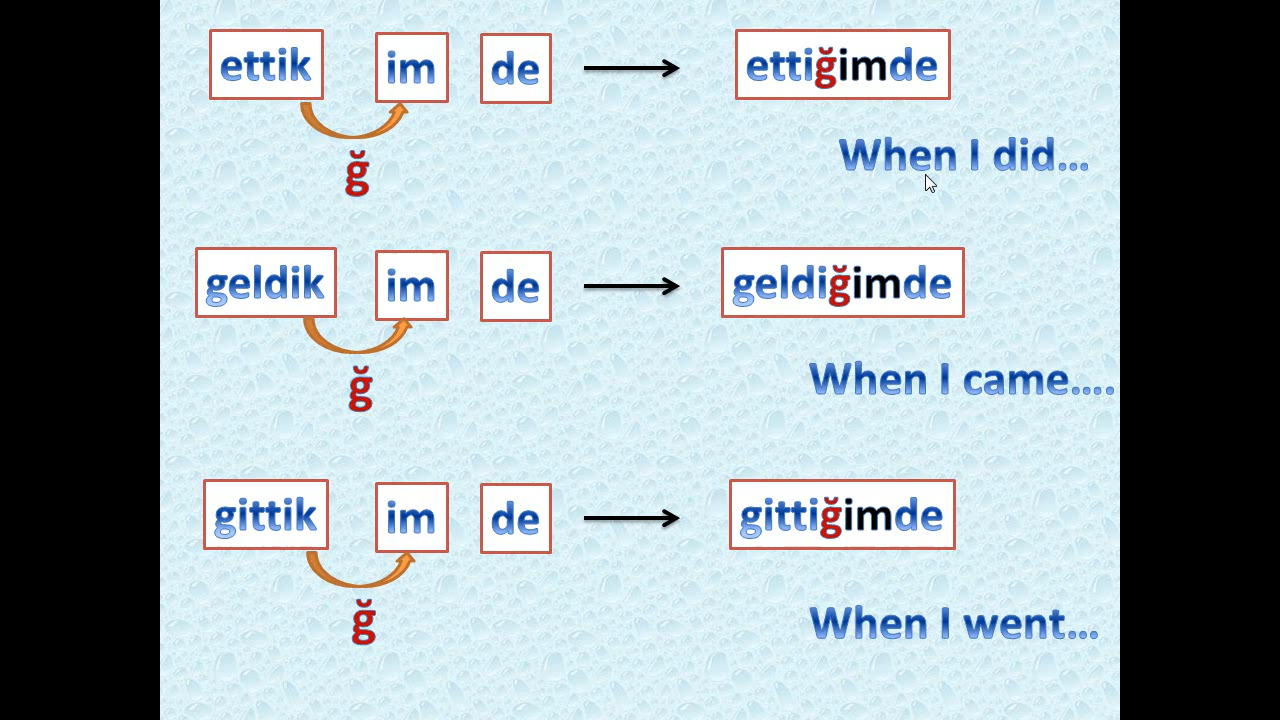 ettik im de ettiğimde
ğ
When I did...
geldik im de geldiğimde
ğ
When I came....
gittik im de gittiğimde
ğ
When I went...